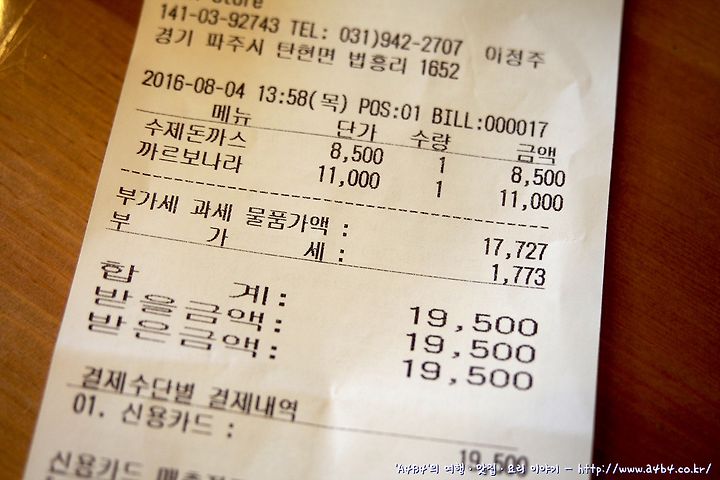 Store
141-03-92743 TEL: 031)942-2707 이정주
경기 파주시 탄현면 법흥리 1652
2016-08-04 13:58(목) POS:01 BILL:000017
메뉴 단가 수량 금액
수제돈까스 8,500 1 8,500
까르보나라 11,000 1 11,000
부가세 과세 물품가액 : 17,727
부 가 세 : 1,773
합 계: 19,500
받을금액: 19,500
받은금액: 19,500
결제수단별 결제내역
01. 신용카드 : 19,500
신용카드
'A4B4'의 여행·맛집·요리 이야기 - http://www.a4b4.co.kr/